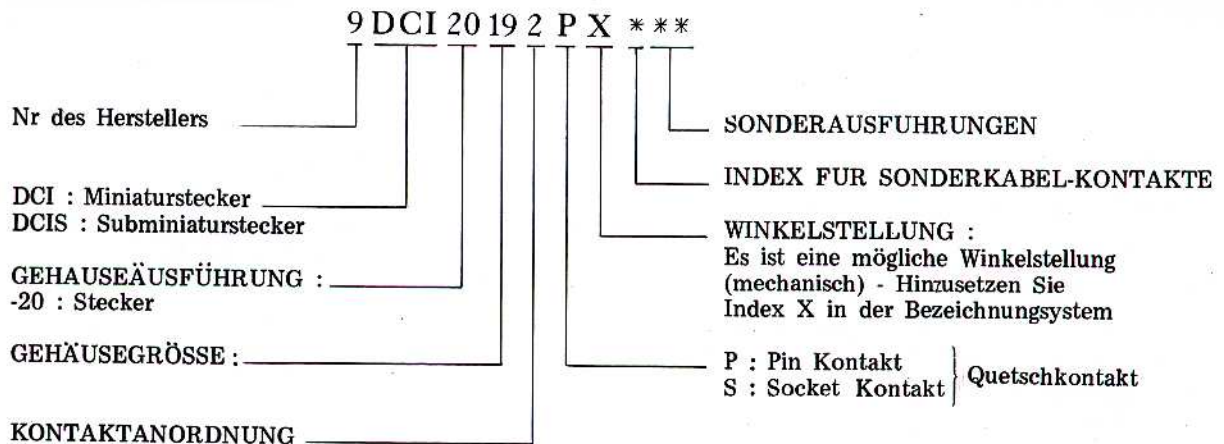 9 DCI 20 19 2 P X * **
Nr des Herstellers
DCI : Miniaturstecker
DCIS : Subminiaturstecker
GEHAUSEÄUSFÜHRUNG :
-20 : Stecker
GEHÄUSEGRÖSSE :
KONTAKTANORDNUNG
SONDERAUSFUHRUNGEN
INDEX FUR SONDERKABEL-KONTAKTE
WINKELSTELLUNG :
Es ist eine mögliche Winkelstellung
(mechanisch) - Hinzusetzen Sie
Index X in der Bezeichnungsystem
P : Pin Kontakt
S : Socket Kontakt
Quetschkontakt